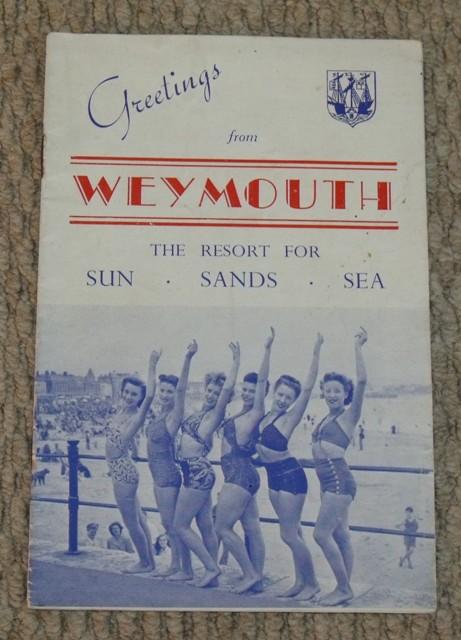 Greetings
from
WEYMOUTH
THE RESORT FOR
SUN · SANDS · SEA